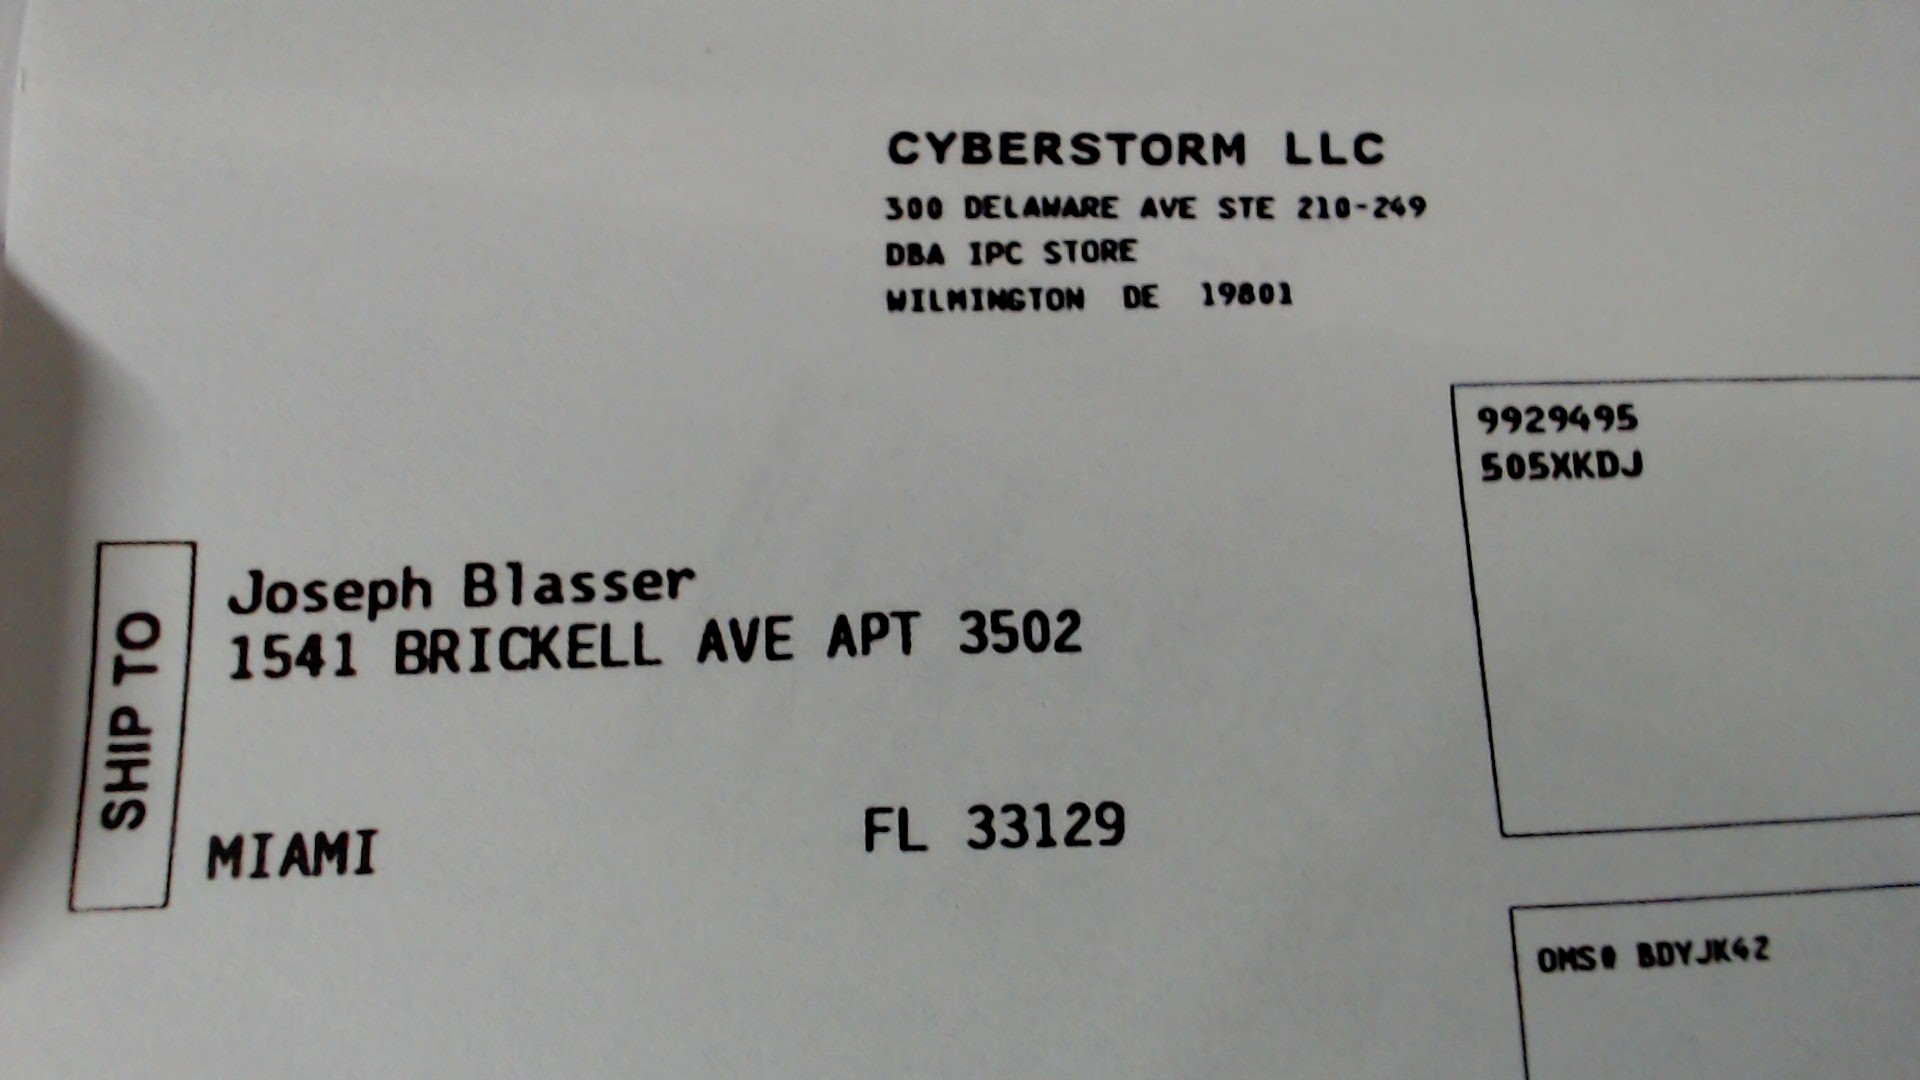 CYBERSTORM LLC
300 DELAWARE AVE STE 210-249
DBA IPC STORE
WILMINGTON DE 19801
9929495
505XKDJ
SHIP TO
Joseph Blasser
1541 BRICKELL AVE APT 3502
MIAMI FL 33129
OMS# BDYJK42